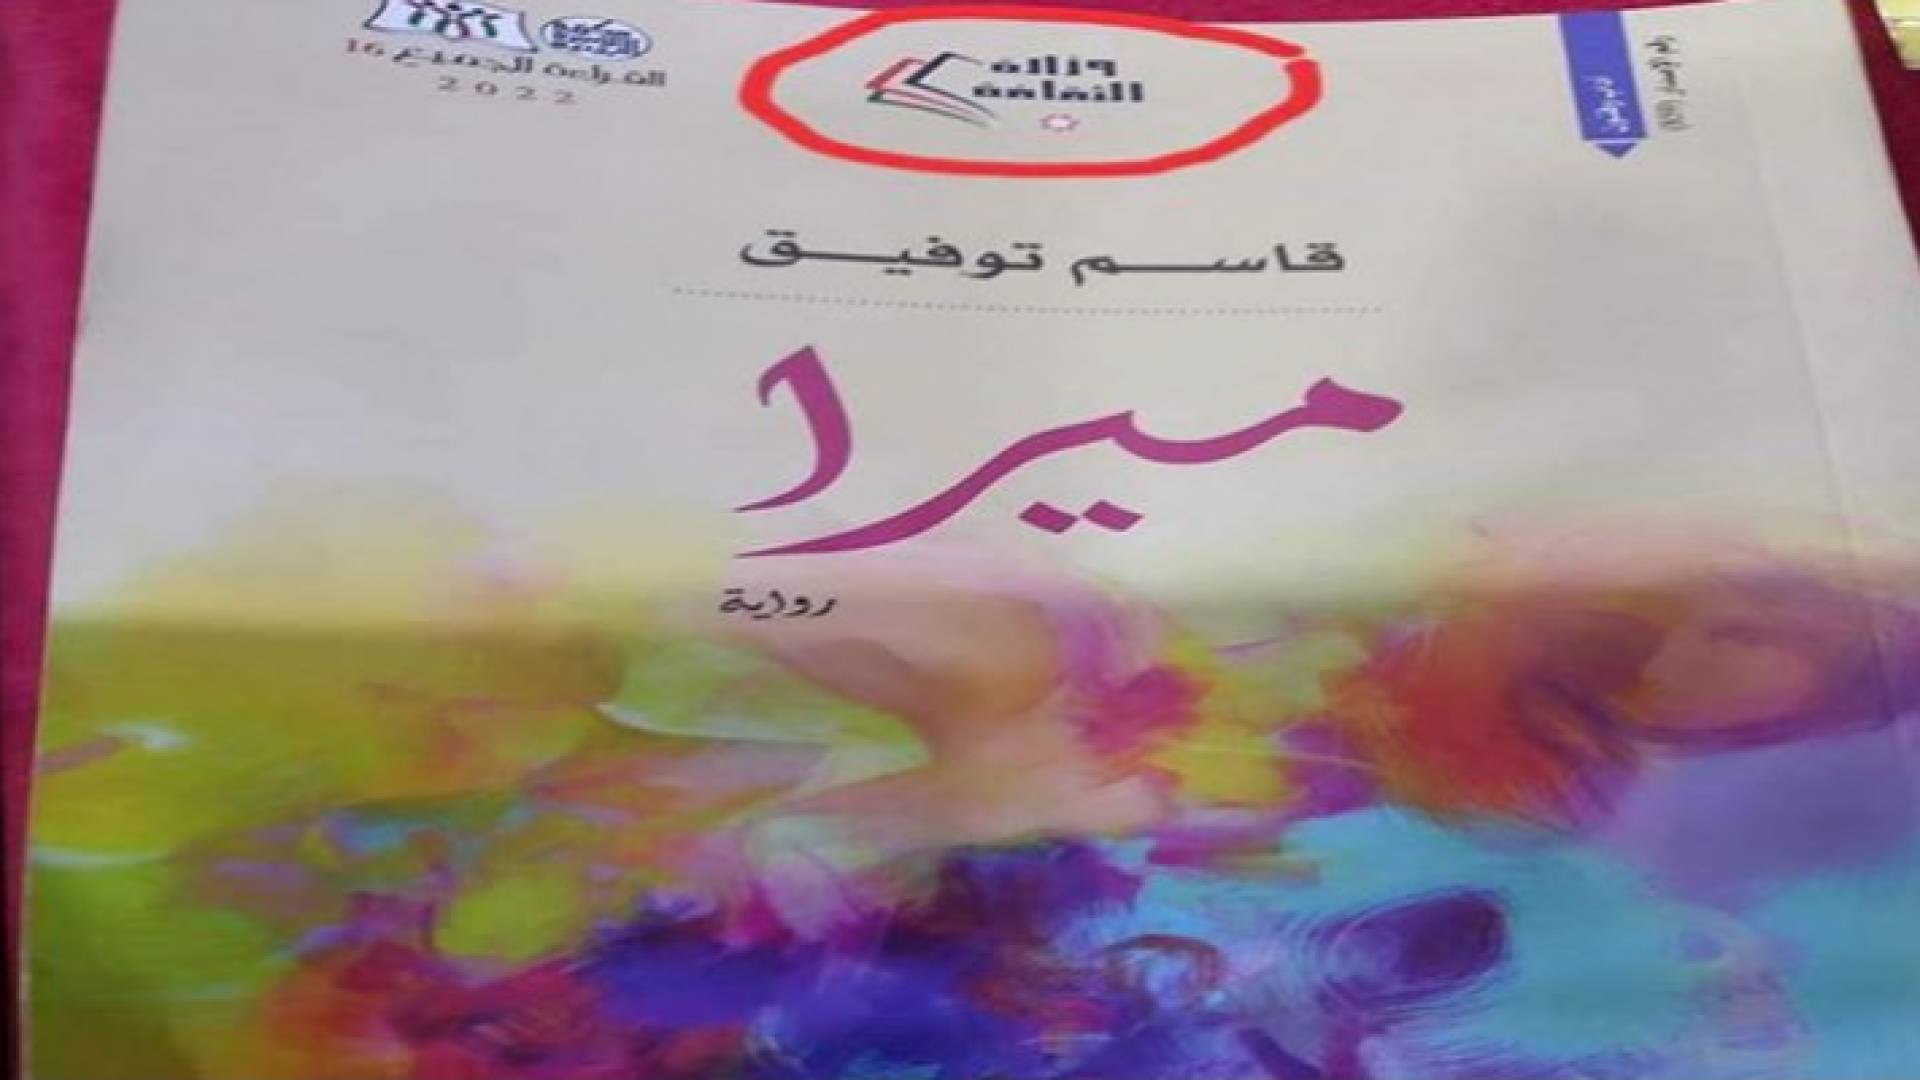 وزارة
الثقافة
القراءة للجميع 16
2022
قاسم توفيق
ميرا
رواية